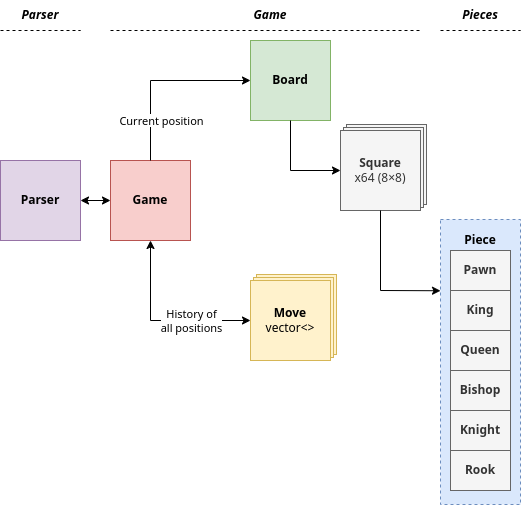 Parser
Game
Pieces
Board
Current position
Square
x64 (8×8)
Parser
Game
Piece
Pawn
King
Queen
Bishop
Knight
Rook
History of
all positions
Move
vector<>